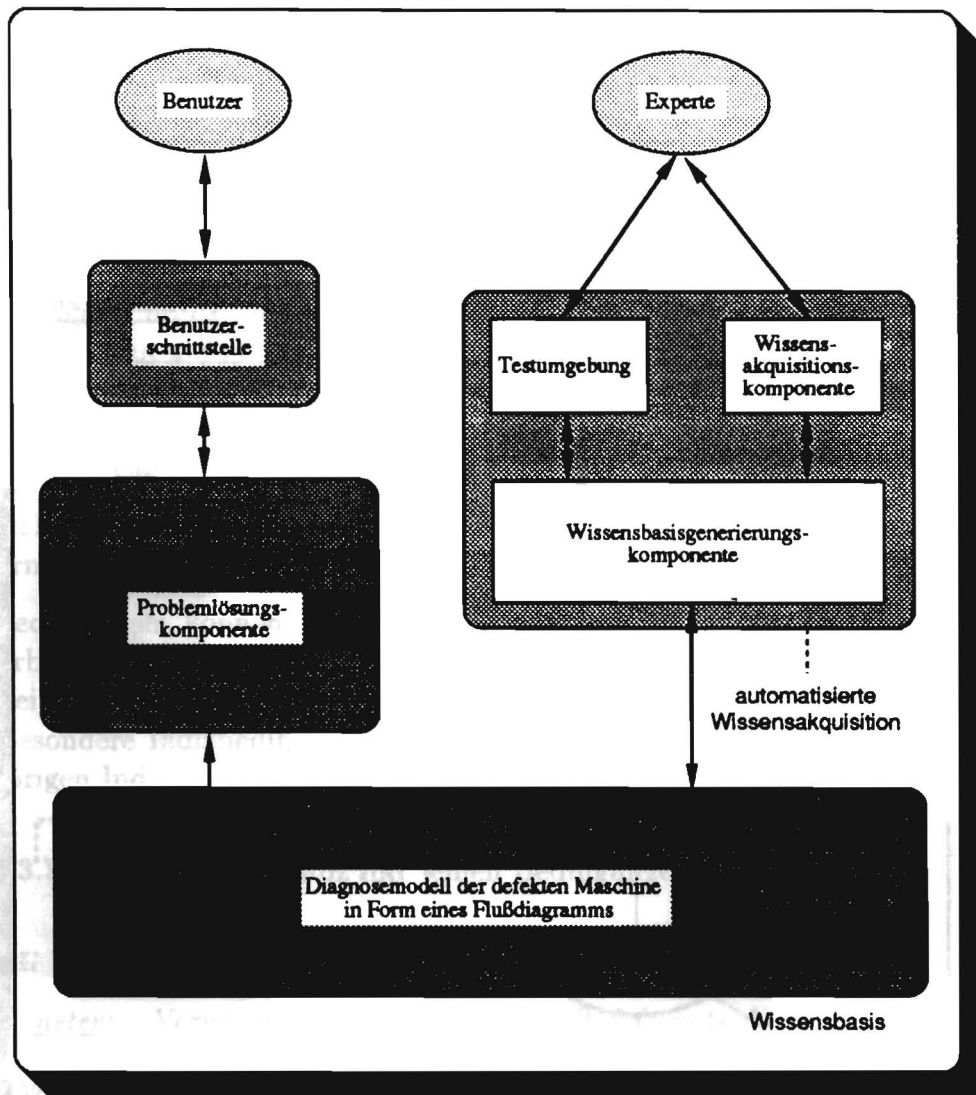 Benutzer
Experte
Benutzer-
schnittstelle
Testumgebung
Wissens-
akquisitions-
komponente
Wissensbasisgenerierungs-
komponente
Problemlösungs-
komponente
automatisierte
Wissensakquisition
Diagnosemodell der defekten Maschine
in Form eines Flußdiagramms
Wissensbasis